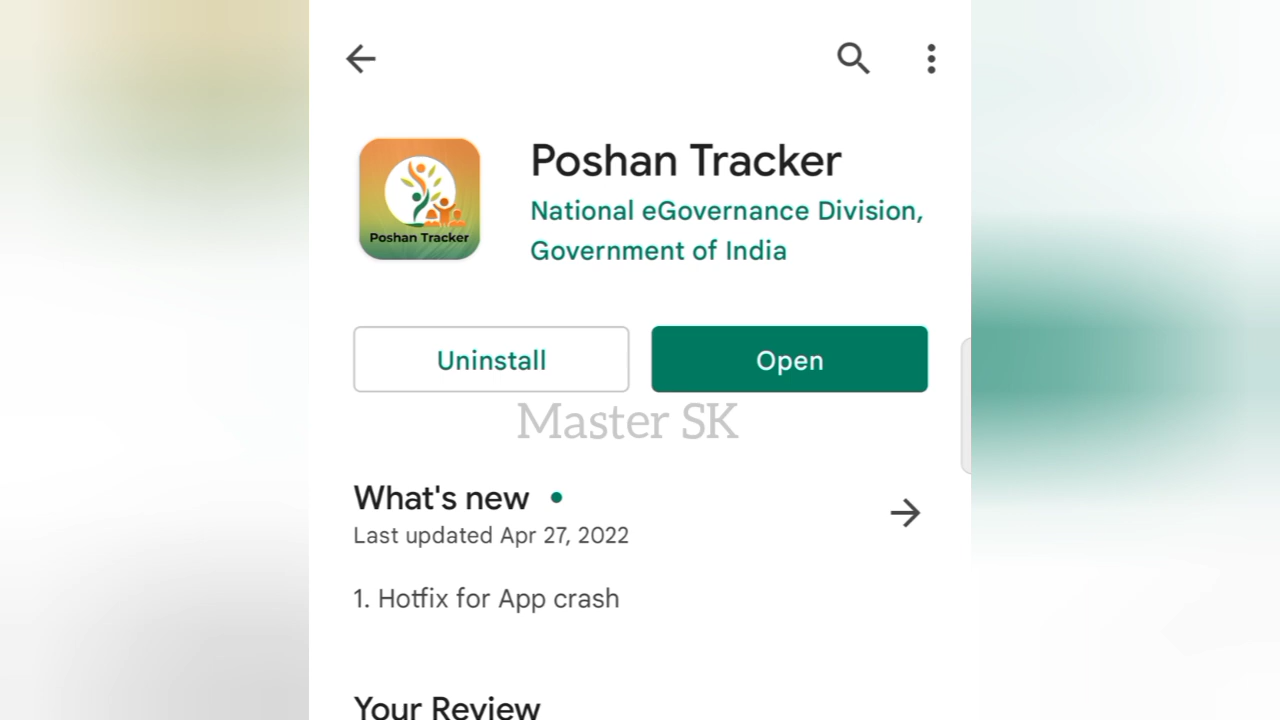 Poshan Tracker
National eGovernance Division,
Government of India
Poshan Tracker
Uninstall
Open
Master SK
What's new
Last updated Apr 27, 2022
1. Hotfix for App crash
Your Review